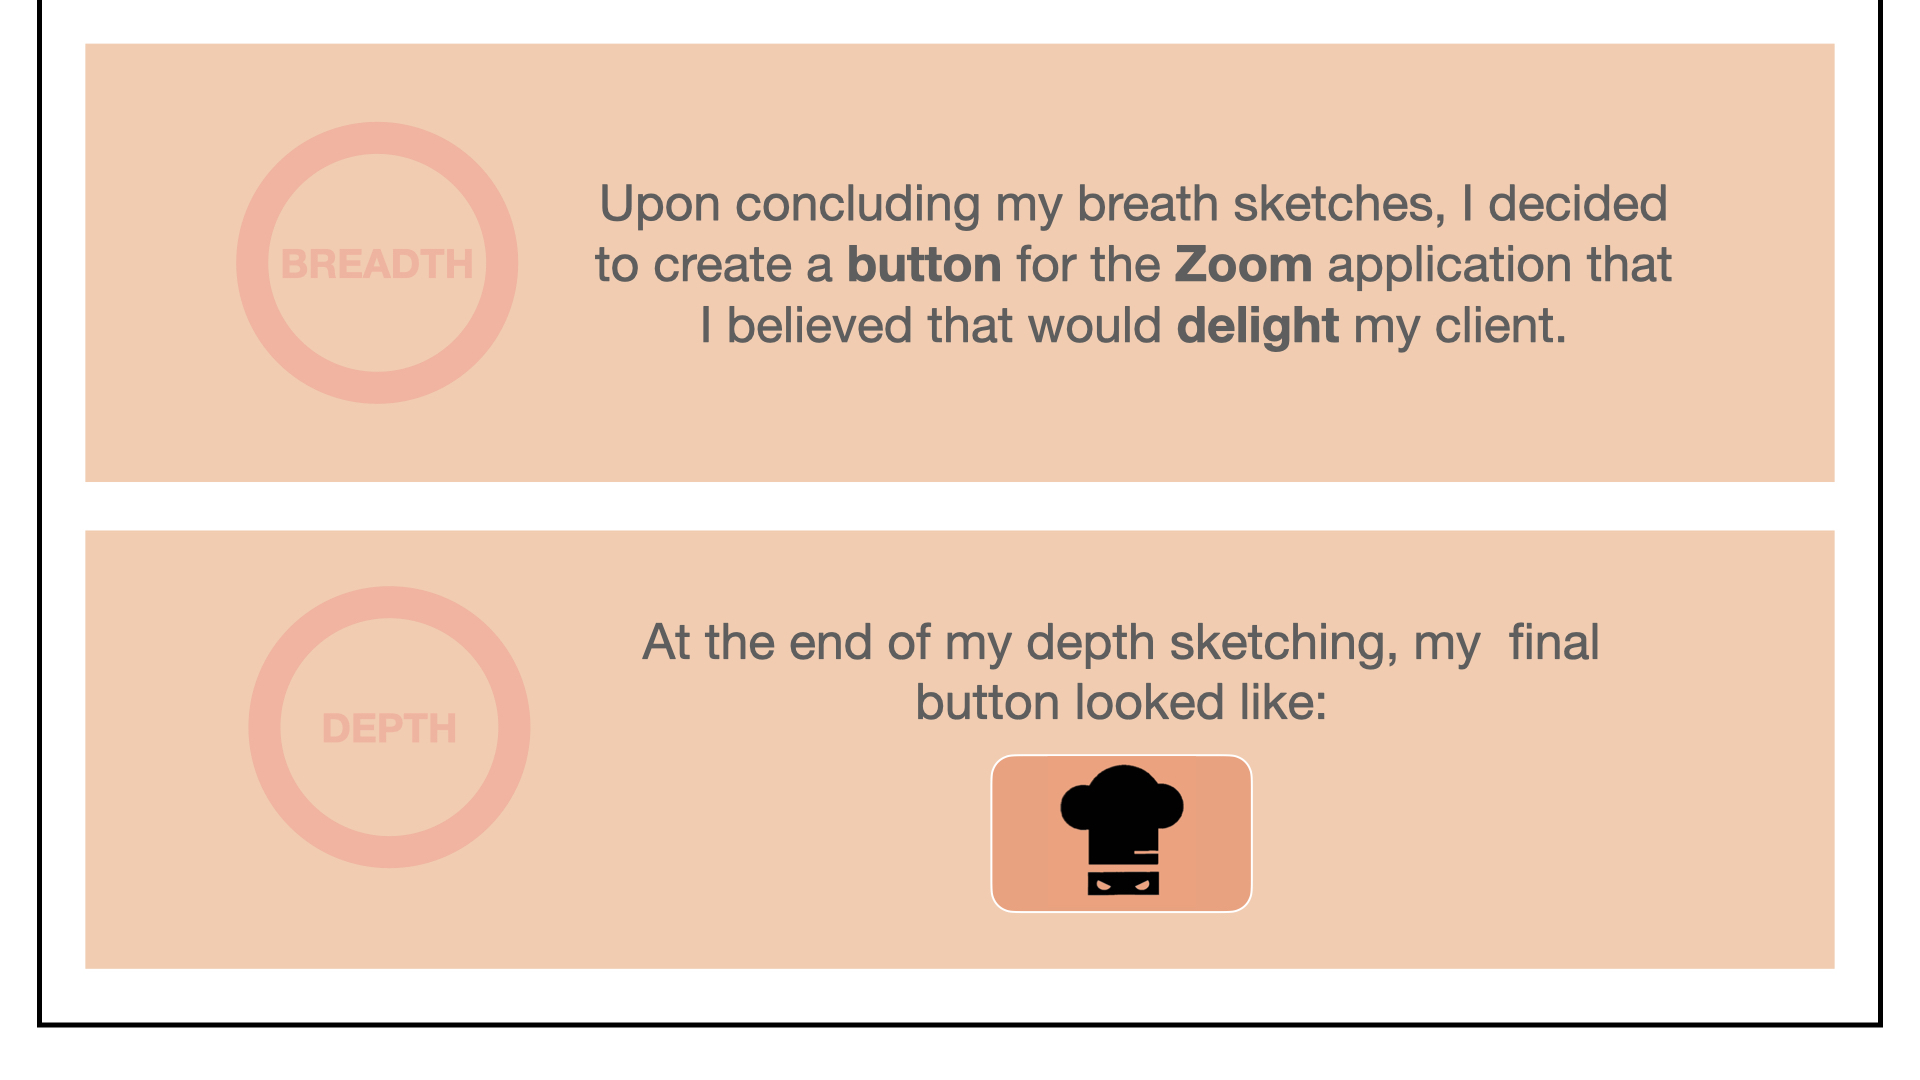 BREADTH
Upon concluding my breath sketches, I decided
to create a button for the Zoom application that
I believed that would delight my client.
DEPTH
At the end of my depth sketching, my  final
button looked like: